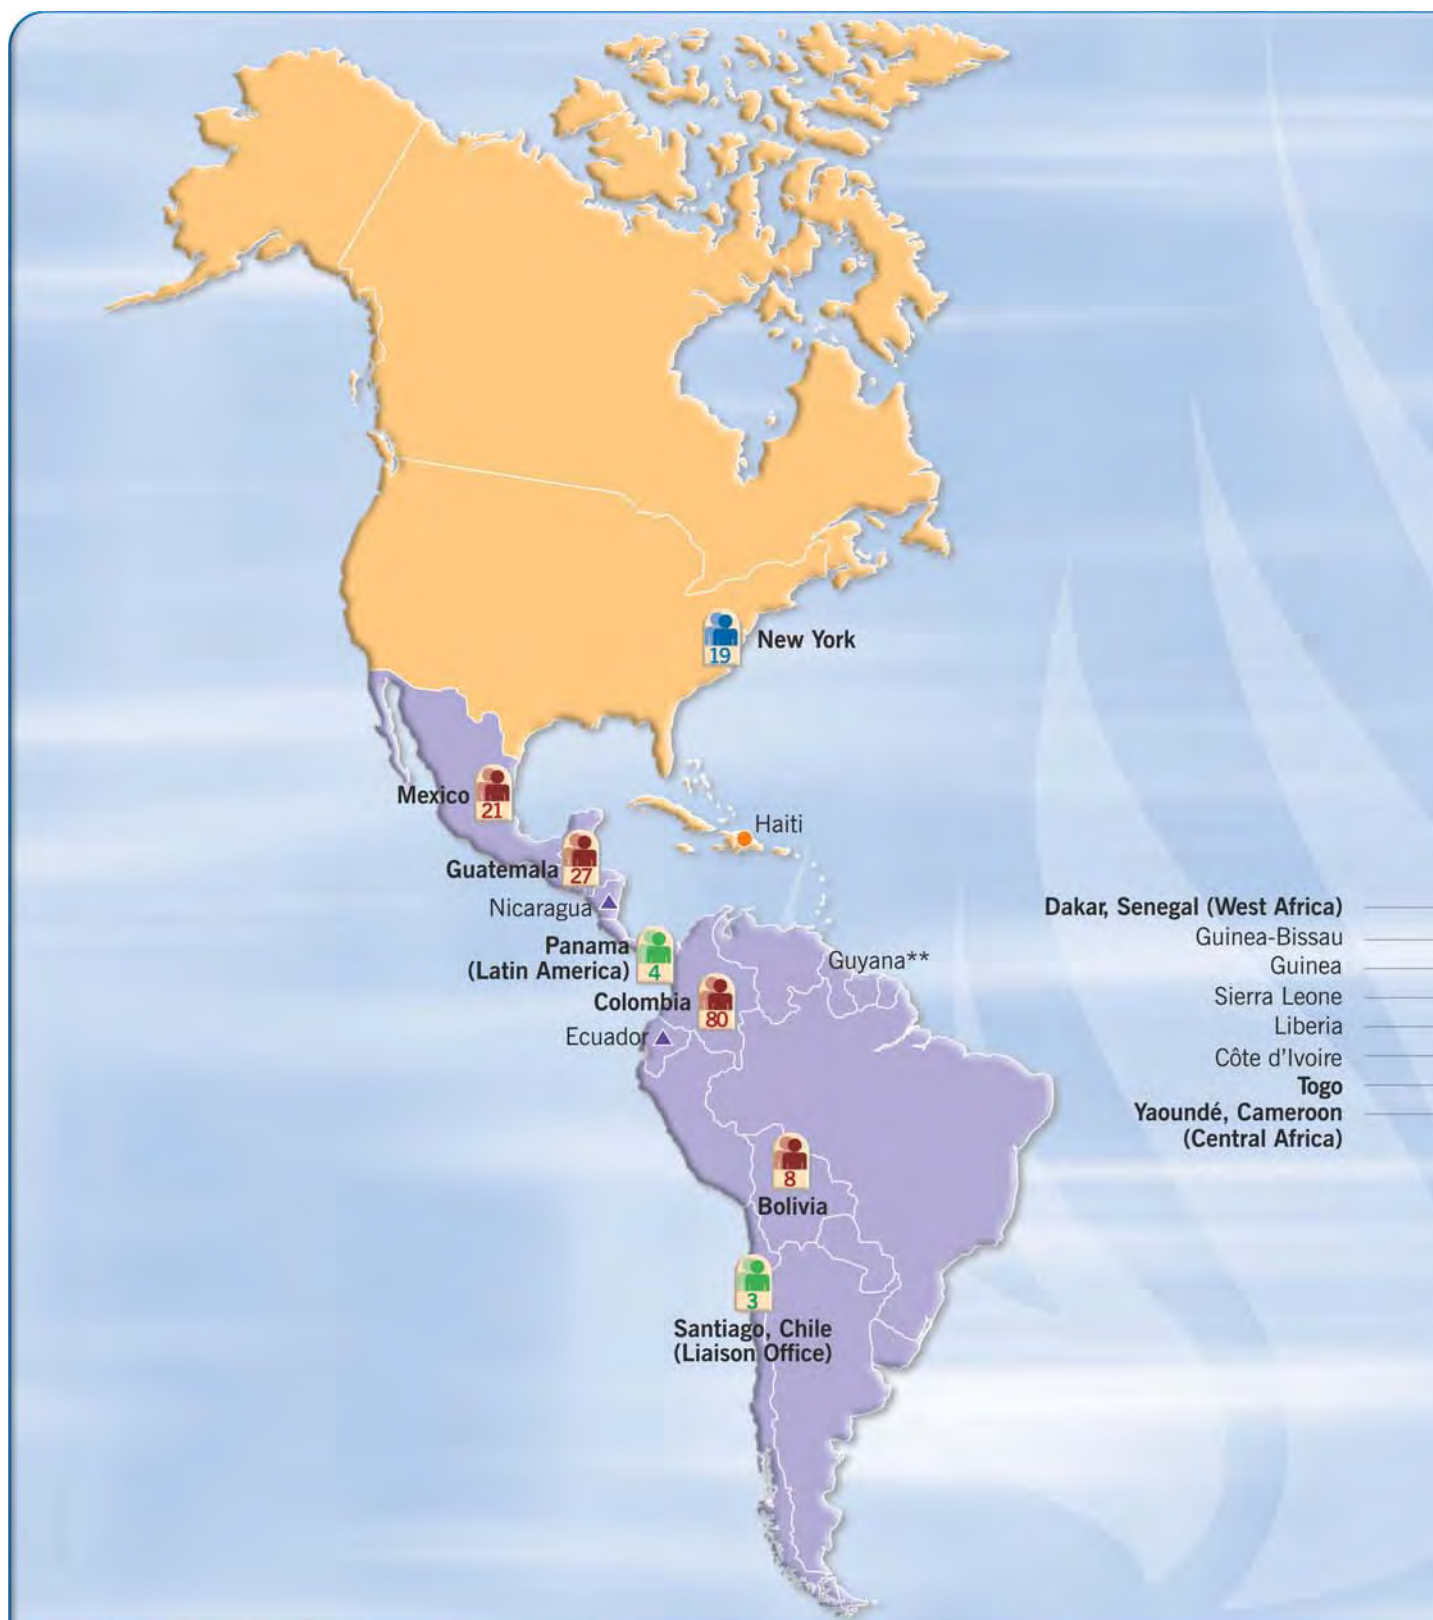 19
New York
Mexico
21
Haiti
Guatemala
27
Nicaragua
Dakar, Senegal (West Africa)
Guinea-Bissau
Guinea
Sierra Leone
Liberia
Côte d'Ivoire
Togo
Yaoundé, Cameroon
(Central Africa)
Panama
(Latin America)
4
Guyana**
Colombia
80
Ecuador
8
Bolivia
3
Santiago, Chile
(Liaison Office)